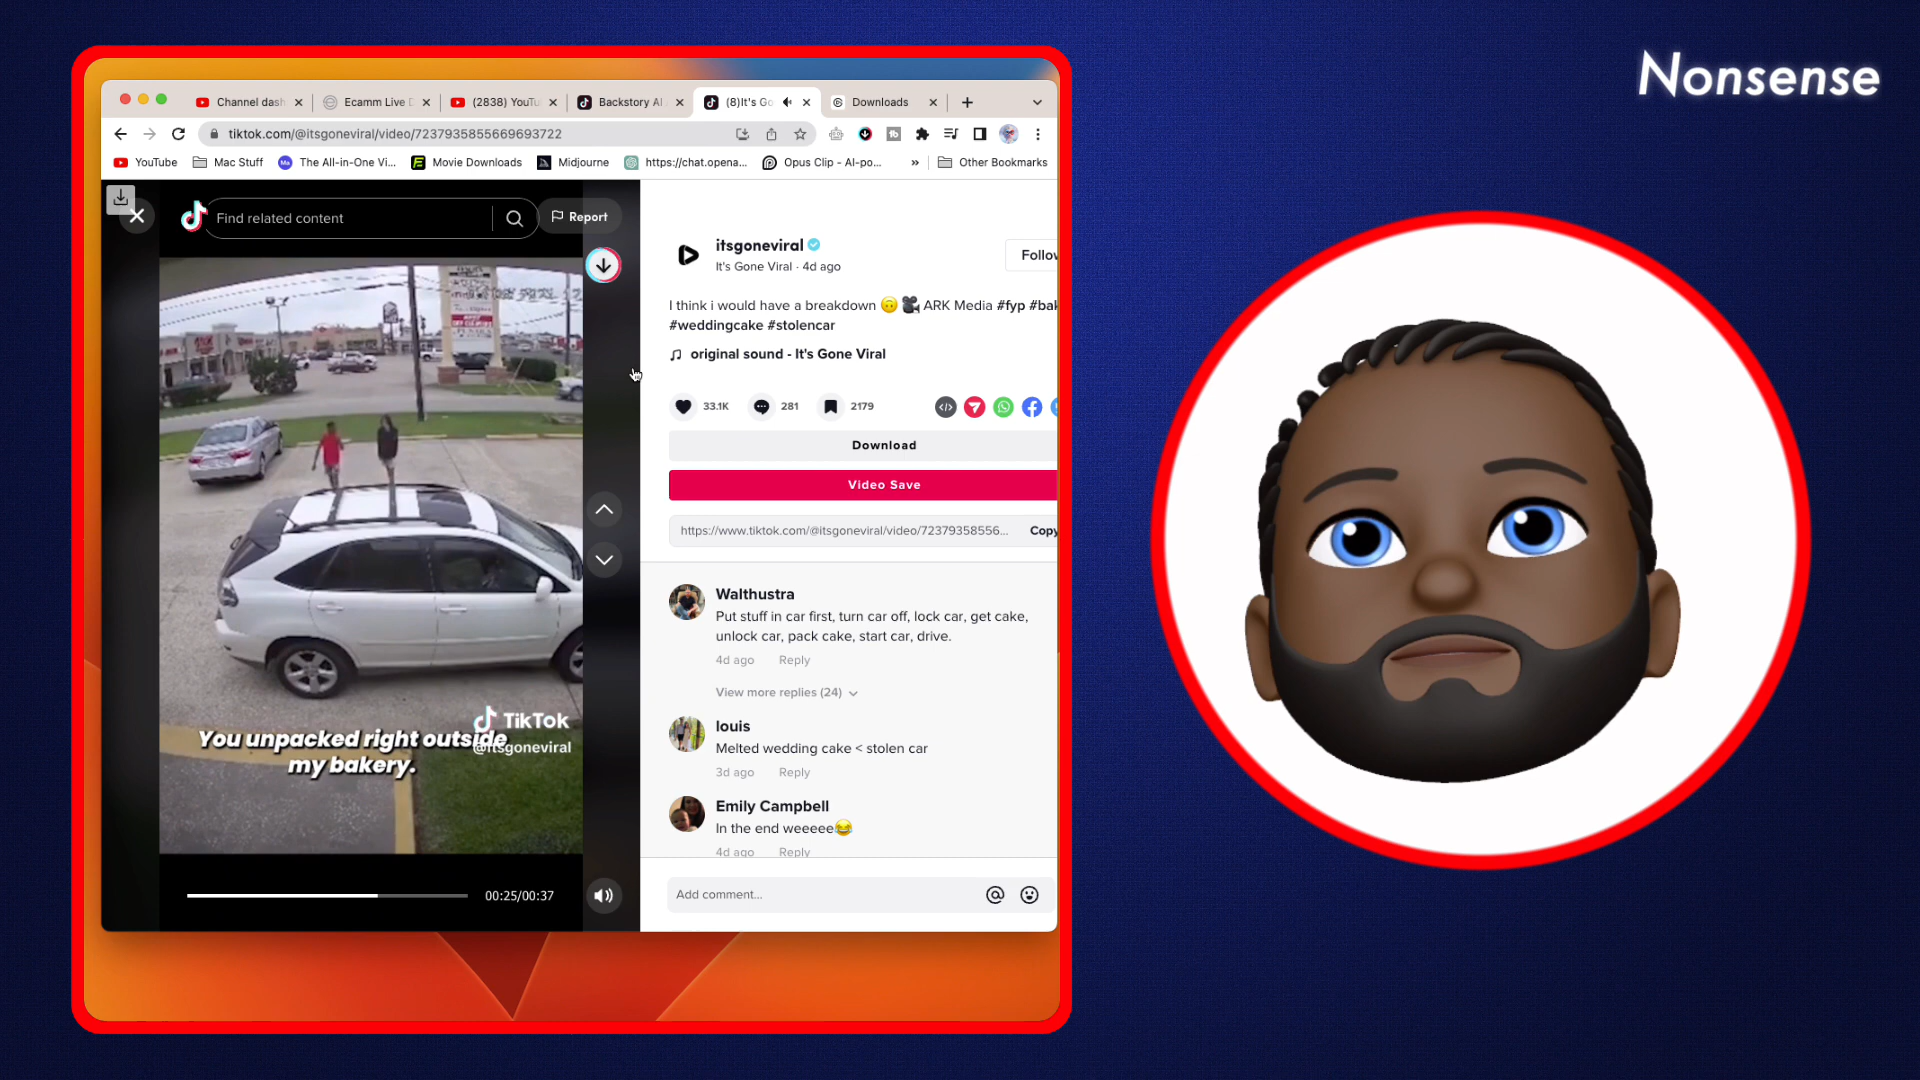 Nonsense
Channel dash
Ecamm Live D
(2838) YouTu
Backstory AI
(8)It's Go
Downloads
tiktok.com/@itsgoneviral/video/7237935855669693722
YouTube
Mac Stuff
The All-in-One Vi...
Movie Downloads
Midjourne
https://chat.opena...
Opus Clip - AI-po...
»
Other Bookmarks
Find related content
Report
You unpacked right outside
my bakery.
TikTok
@itsgoneviral
00:25/00:37
itsgoneviral
It's Gone Viral · 4d ago
Follow
I think i would have a breakdown 🙃 🎥 ARK Media #fyp #bak
#weddingcake #stolencar
original sound - It's Gone Viral
33.1K
281
2179
Download
Video Save
https://www.tiktok.com/@itsgoneviral/video/72379358556...
Copy
Walthustra
Put stuff in car first, turn car off, lock car, get cake,
unlock car, pack cake, start car, drive.
4d ago Reply
View more replies (24)
louis
Melted wedding cake < stolen car
3d ago Reply
Emily Campbell
In the end weeeee😂
4d ago Reply
Add comment...